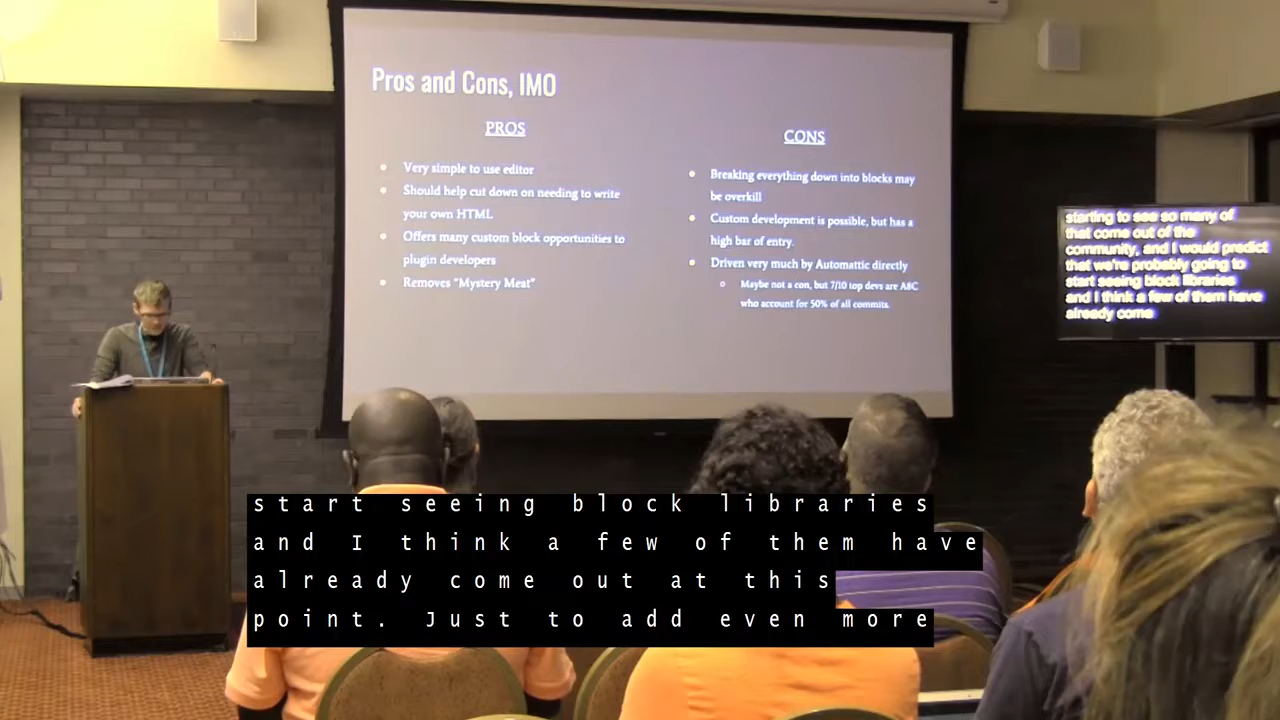 Pros and Cons, IMO
PROS
Very simple to use editor
Should help cut down on needing to write
your own HTML
Offers many custom block opportunities to
plugin developers
Removes "Mystery Meat"
CONS
Breaking everything down into blocks may
be overkill
Custom development is possible, but has a
high bar of entry.
Driven very much by Automattic directly
Maybe not a con, but 7/10 top devs are A8C
who account for 50% of all commits.
starting to see so many of
that come out of the
community, and I would predict
that we're probably going to
start seeing block libraries
and I think a few of them have
already come
start seeing block libraries
and I think a few of them have
already come out at this
point. Just to add even more